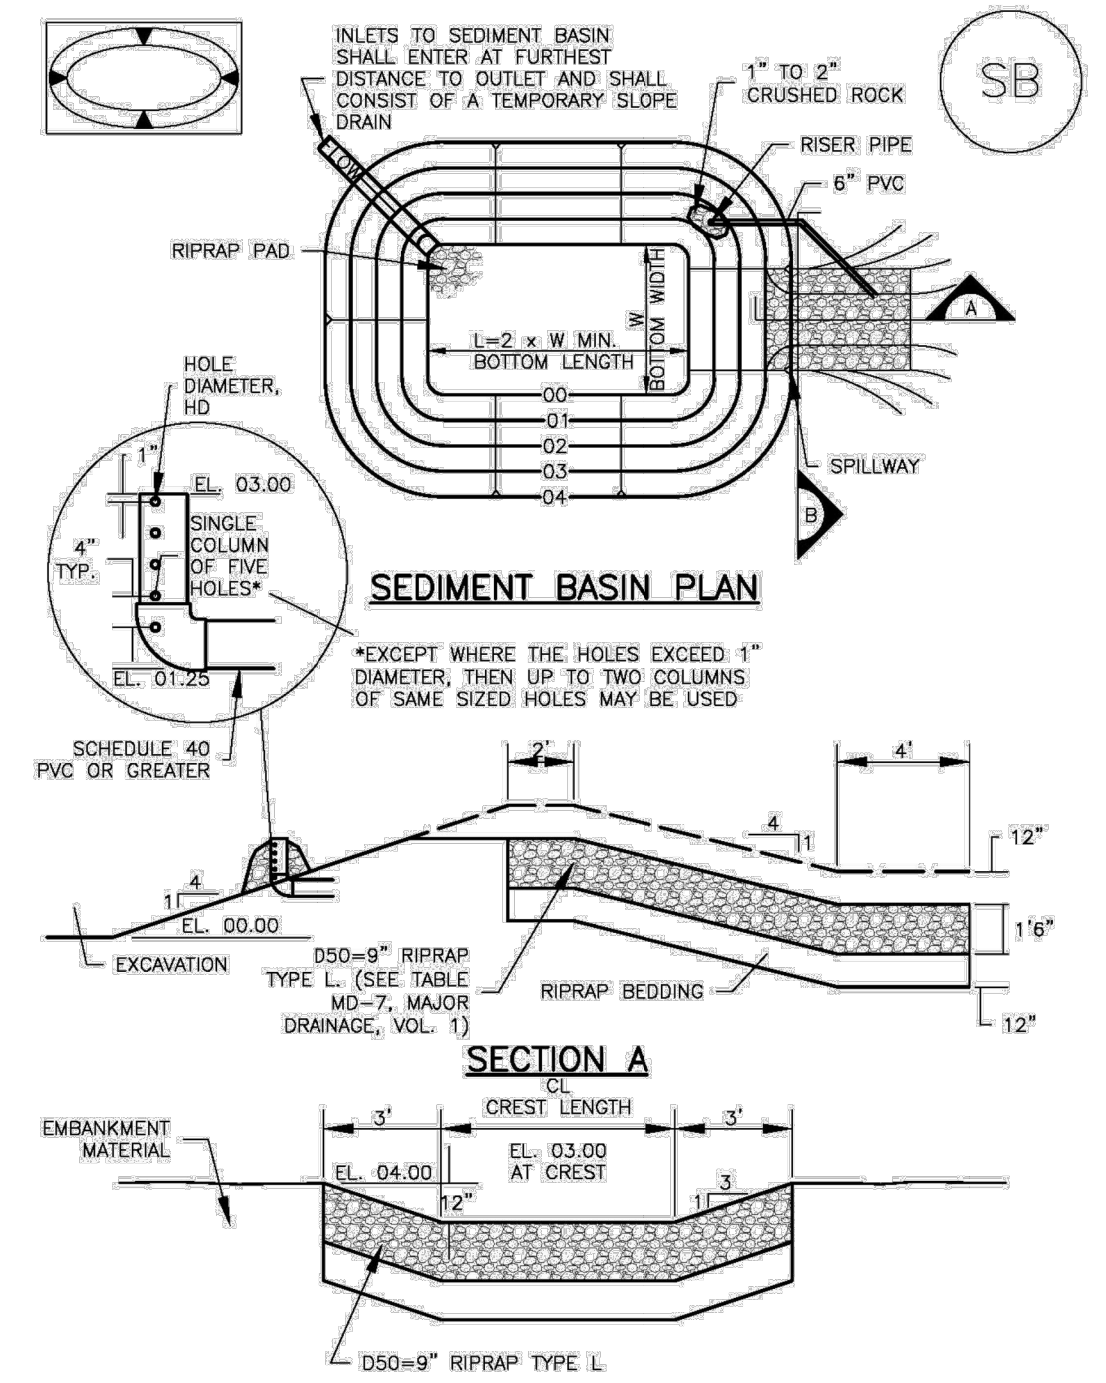 INLETS TO SEDIMENT BASIN
SHALL ENTER AT FURTHEST
DISTANCE TO OUTLET AND SHALL
CONSIST OF A TEMPORARY SLOPE
DRAIN
1" TO 2"
CRUSHED ROCK
SB
RISER PIPE
6" PVC
FLOW
RIPRAP PAD
W
BOTTOM WIDTH
L=2 x W MIN.
BOTTOM LENGTH
A
00
01
02
03
04
SPILLWAY
B
HOLE
DIAMETER,
HD
1"
EL. 03.00
4"
TYP.
SINGLE
COLUMN
OF FIVE
HOLES*
EL. 01.25
SEDIMENT BASIN PLAN
*EXCEPT WHERE THE HOLES EXCEED 1"
DIAMETER, THEN UP TO TWO COLUMNS
OF SAME SIZED HOLES MAY BE USED
SCHEDULE 40
PVC OR GREATER
2'
4'
4
1
12"
4
1
EL. 00.00
1'6"
EXCAVATION
D50=9" RIPRAP
TYPE L. (SEE TABLE
MD-7, MAJOR
DRAINAGE, VOL. 1)
RIPRAP BEDDING
12"
SECTION A
CL
CREST LENGTH
3'
3'
EMBANKMENT
MATERIAL
EL. 04.00
EL. 03.00
AT CREST
12"
3
1
D50=9" RIPRAP TYPE L